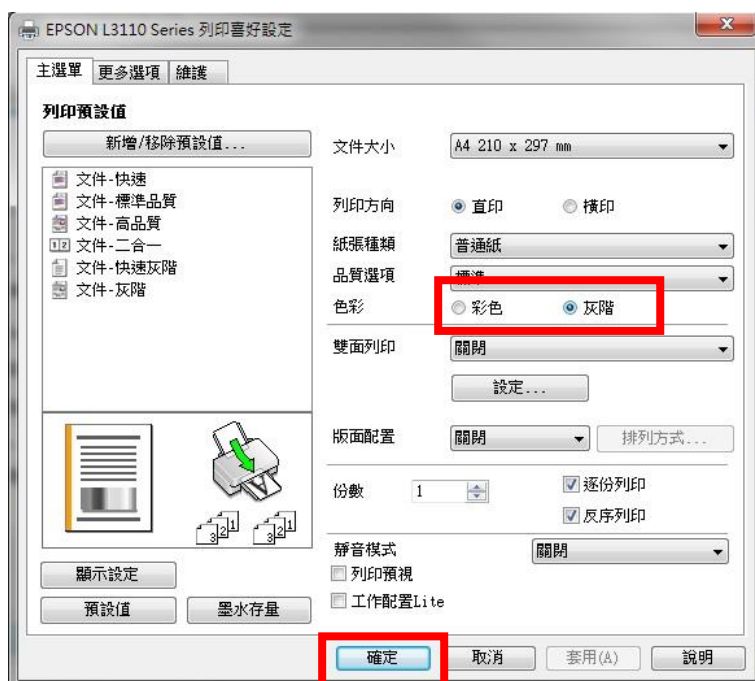 EPSON L3110 Series 列印喜好設定
主選單 更多選項 維護
列印預設值
新增/移除預設值...
文件-快速
文件-標準品質
文件-高品質
文件-二合一
文件-快速灰階
文件-灰階
文件大小 A4 210 x 297 mm
列印方向 直印 橫印
紙張種類 普通紙
品質選項 標準
色彩 彩色 灰階
雙面列印 關閉
設定...
版面配置 關閉 排列方式...
份數 1 逐份列印
反序列印
靜音模式 關閉
列印預視
工作配置Lite
顯示設定
預設值 墨水存量
確定 取消 套用(A) 說明